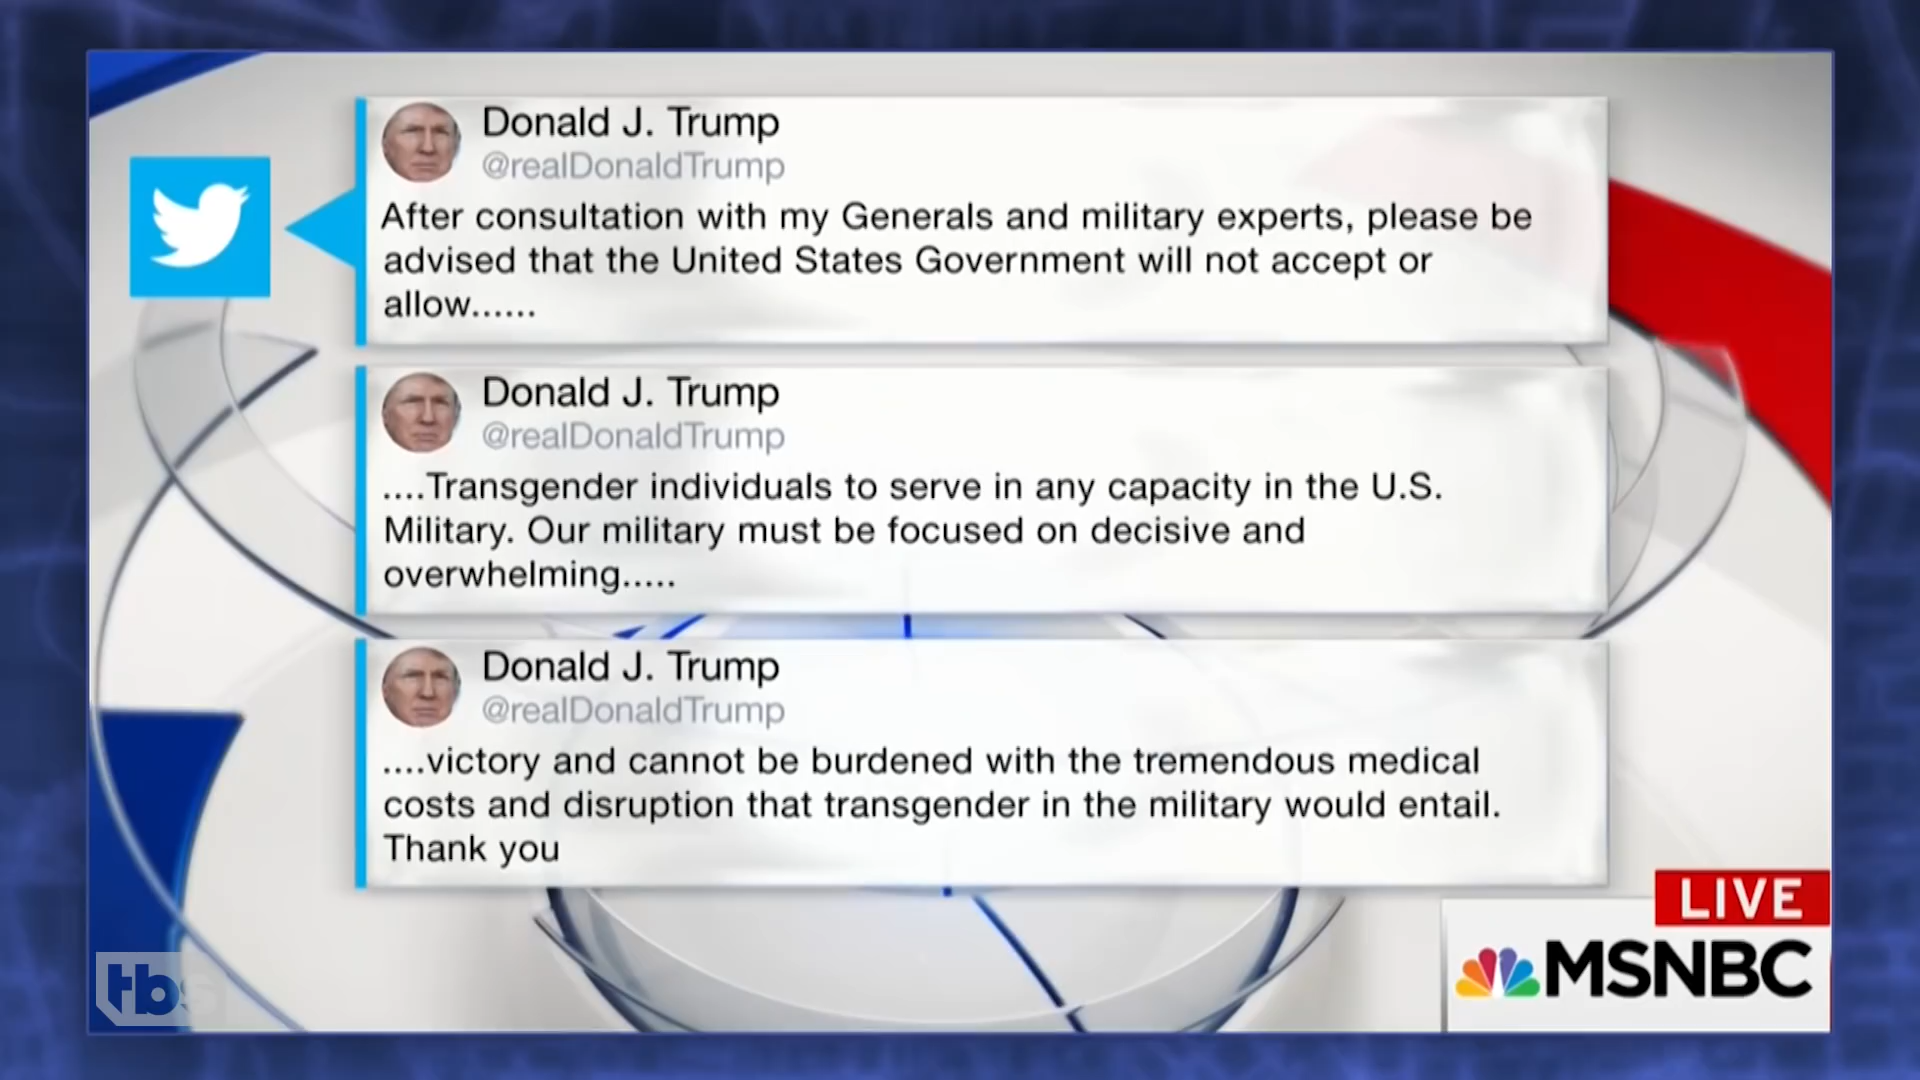 Donald J. Trump
@realDonaldTrump
After consultation with my Generals and military experts, please be
advised that the United States Government will not accept or
allow......
Donald J. Trump
@realDonaldTrump
....Transgender individuals to serve in any capacity in the U.S.
Military. Our military must be focused on decisive and
overwhelming.....
Donald J. Trump
@realDonaldTrump
....victory and cannot be burdened with the tremendous medical
costs and disruption that transgender in the military would entail.
Thank you
LIVE
MSNBC
tbs